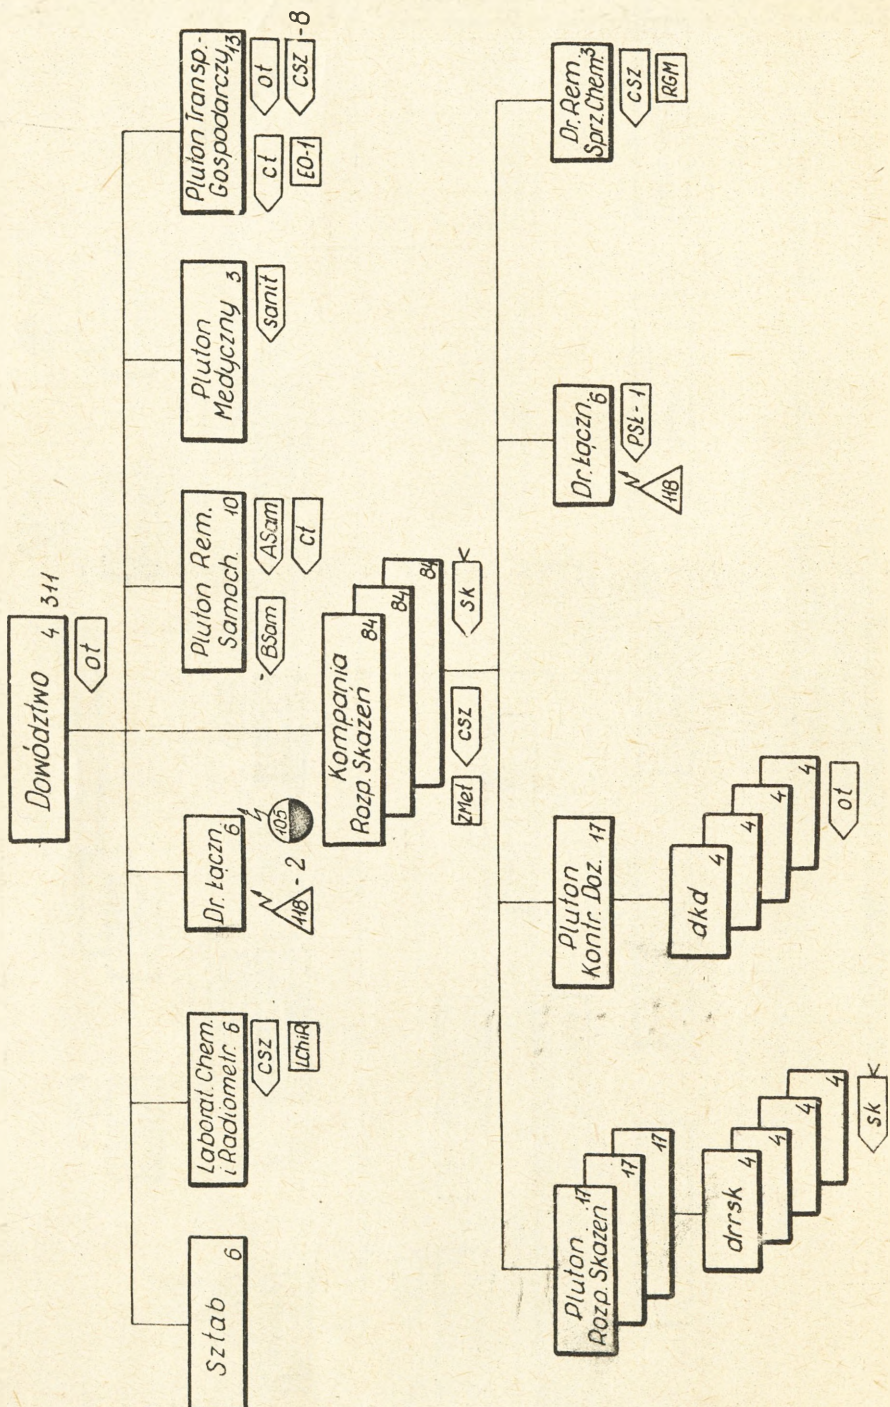 Dowództwo
4
311
ot
Sztab
6
Laborat. Chem.
i Radiometr. 6
csz
LChiR
Dr. Łączn.
6
118
- 2
105
Pluton Rem.
Samoch. 10
BSam
ASam
ct
Pluton
Medyczny 3
sanit
Pluton Transp.-
Gospodarczy 13
ct
ot
EO-1
csz
-8
Kompania
Rozp. Skażeń
84
84
84
ZMet
csz
sk
Pluton
Rozp. Skażeń
17
17
17
drrsk
4
4
4
4
sk
Pluton
Kontr. Doz. 17
dkd
4
4
4
4
ot
Dr. Łączn.
6
118
PSŁ-1
Dr. Rem.
Sprz. Chem. 3
csz
RGM